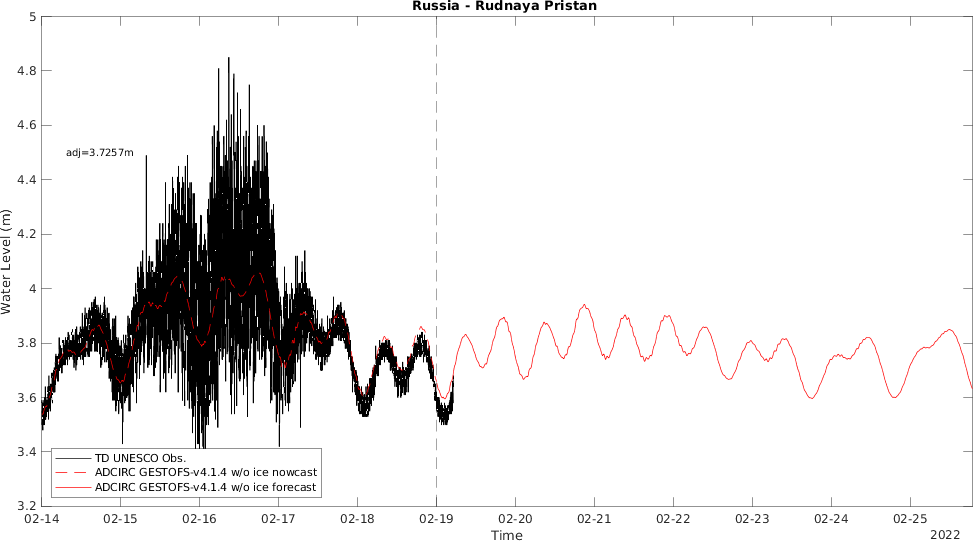 Russia - Rudnaya Pristan
5
4.8
4.6
4.4
4.2
4
3.8
3.6
3.4
3.2
Water Level (m)
adj=3.7257m
TD UNESCO Obs.
ADCIRC GESTOFS-v4.1.4 w/o ice nowcast
ADCIRC GESTOFS-v4.1.4 w/o ice forecast
02-14 02-15 02-16 02-17 02-18 02-19 02-20 02-21 02-22 02-23 02-24 02-25
Time
2022